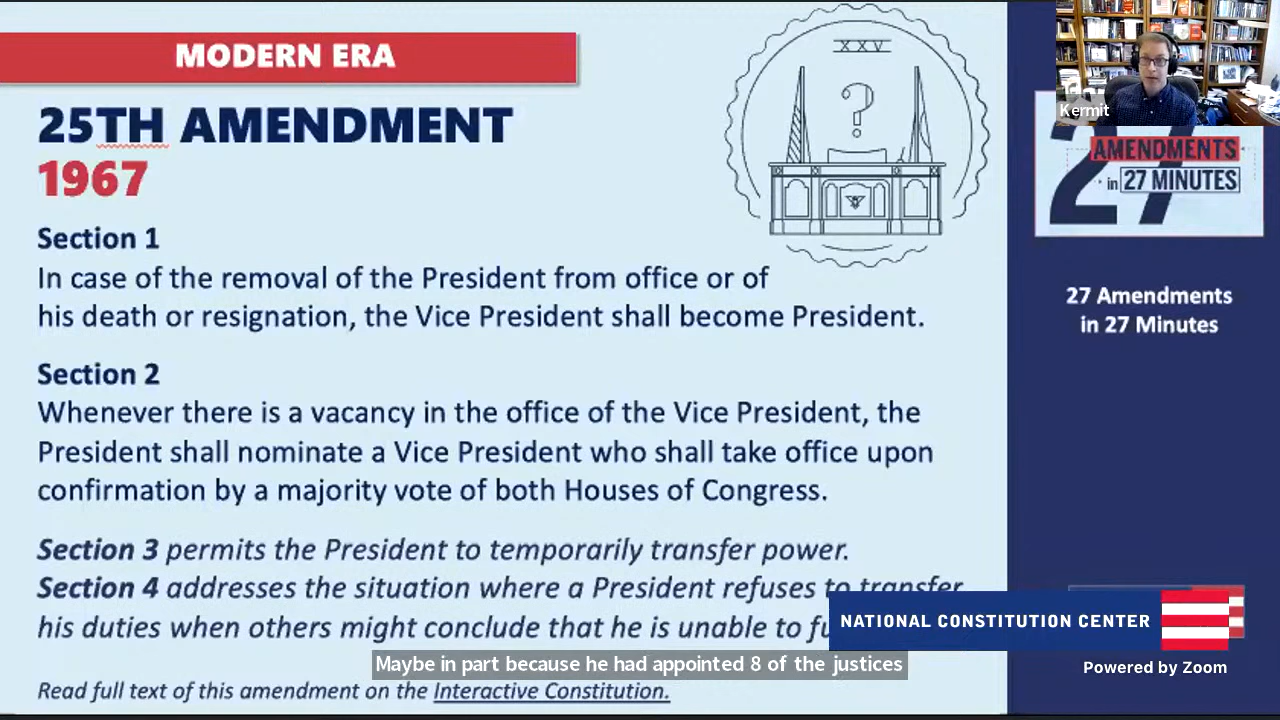 MODERN ERA
XXV
?
25TH AMENDMENT
1967
Section 1
In case of the removal of the President from office or of
his death or resignation, the Vice President shall become President.
Section 2
Whenever there is a vacancy in the office of the Vice President, the
President shall nominate a Vice President who shall take office upon
confirmation by a majority vote of both Houses of Congress.
Section 3 permits the President to temporarily transfer power.
Section 4 addresses the situation where a President refuses to transfer
his duties when others might conclude that he is unable to fu
Maybe in part because he had appointed 8 of the justices
Read full text of this amendment on the Interactive Constitution.
Kermit
27
AMENDMENTS
in 27 MINUTES
27 Amendments
in 27 Minutes
NATIONAL CONSTITUTION CENTER
Powered by Zoom